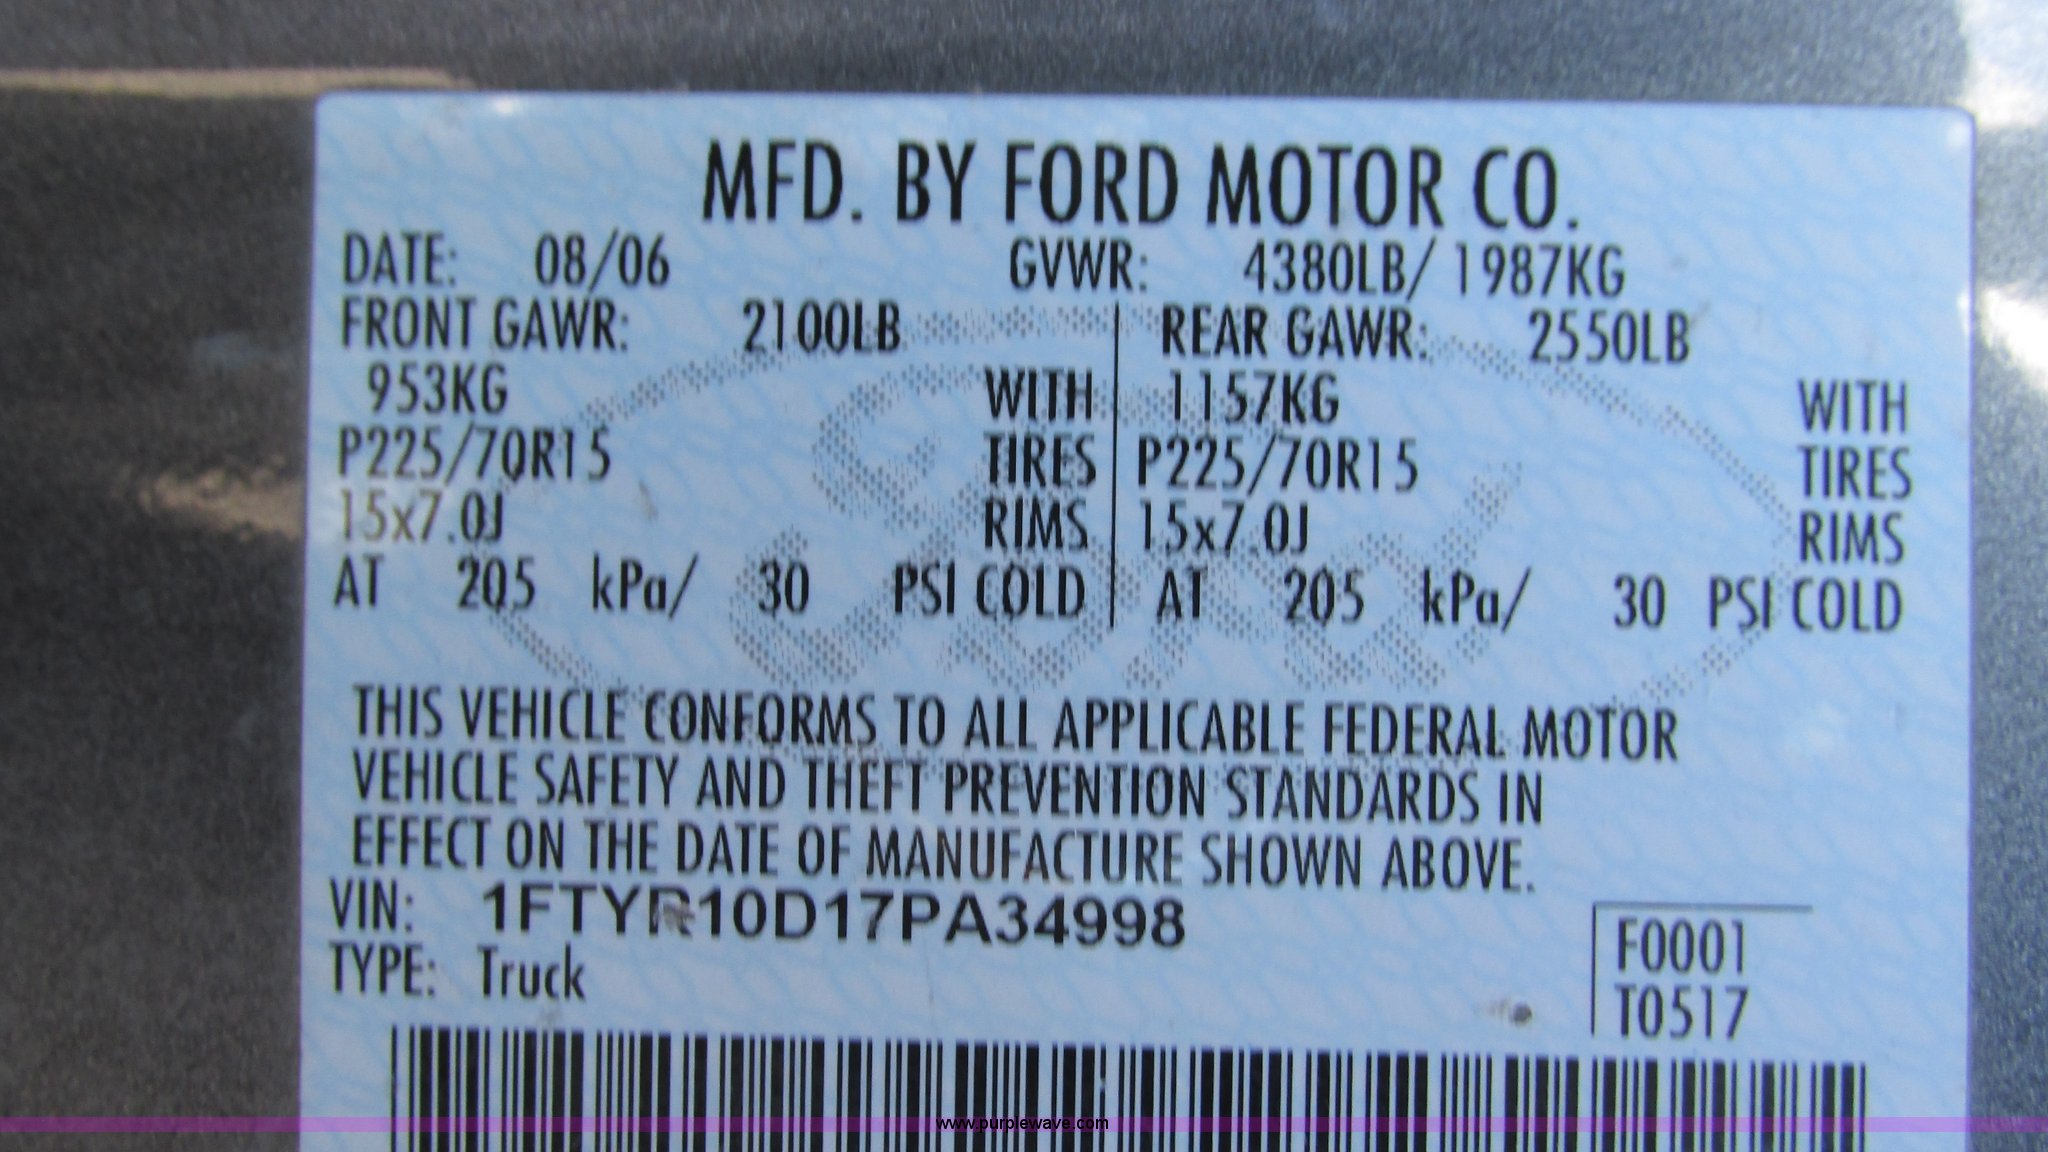 MFD. BY FORD MOTOR CO.
DATE: 08/06 GVWR: 4380LB/ 1987KG
FRONT GAWR: 2100LB REAR GAWR: 2550LB
953KG WITH 1157KG WITH
P225/70R15 TIRES P225/70R15 TIRES
15x7.0J RIMS 15x7.0J RIMS
AT 205 kPa/ 30 PSI COLD AT 205 kPa/ 30 PSI COLD
THIS VEHICLE CONFORMS TO ALL APPLICABLE FEDERAL MOTOR
VEHICLE SAFETY AND THEFT PREVENTION STANDARDS IN
EFFECT ON THE DATE OF MANUFACTURE SHOWN ABOVE.
VIN: 1FTYR10D17PA34998
TYPE: Truck
F0001
T0517
Ford
www.purplewave.com